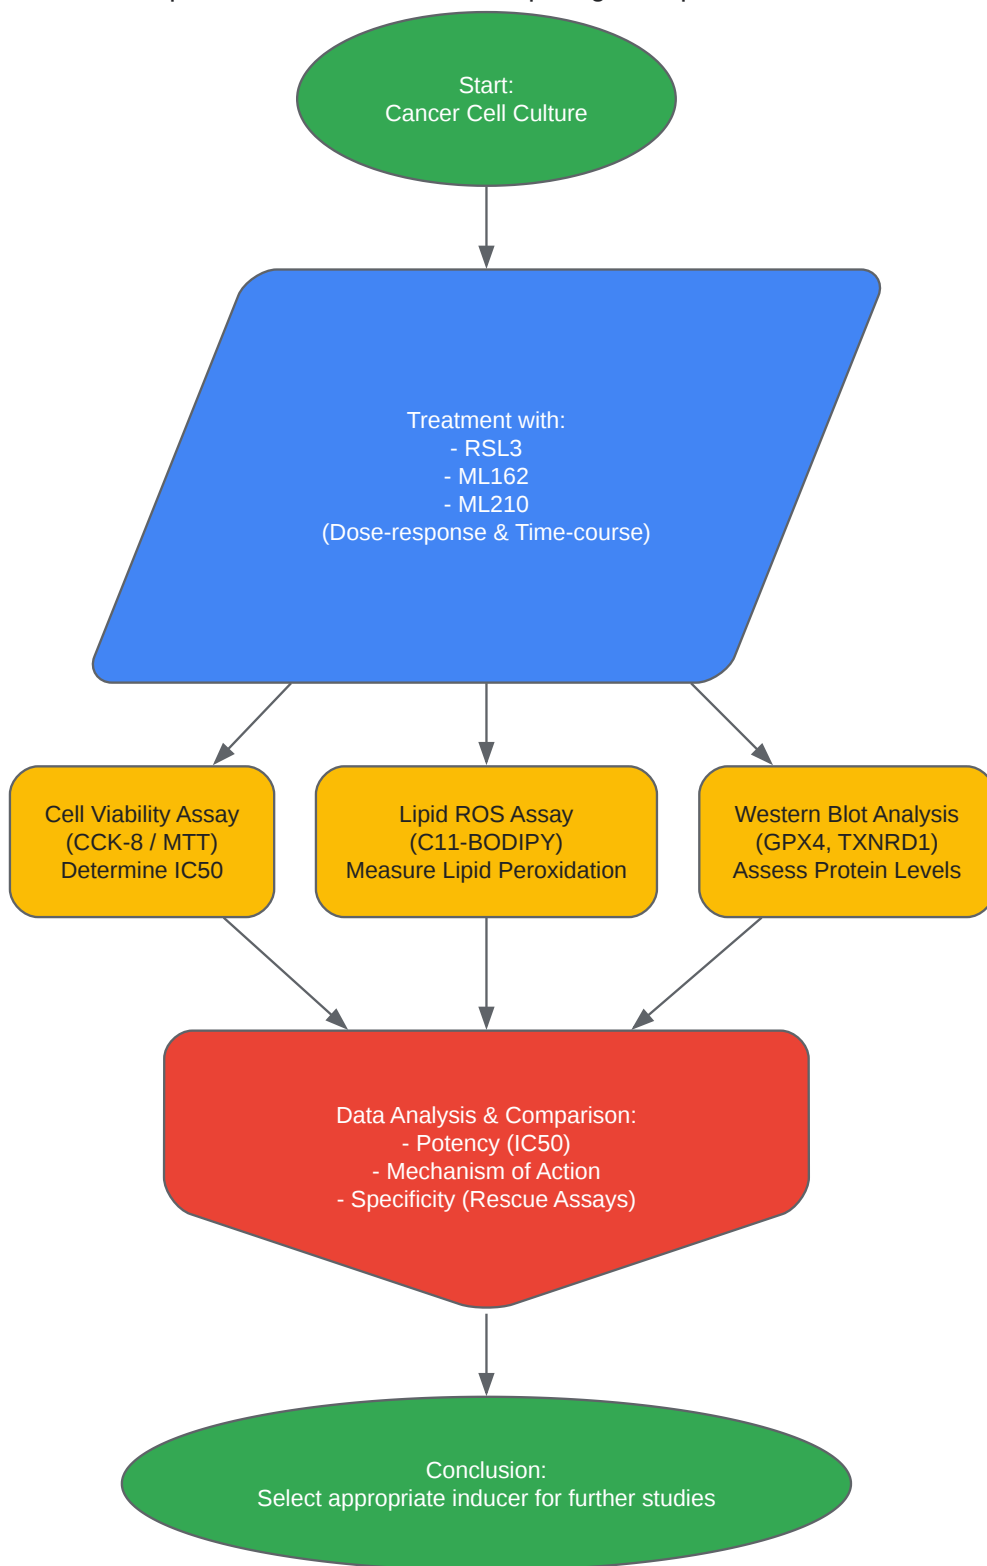 Start:
Cancer Cell Culture
Treatment with:
- RSL3
- ML162
- ML210
(Dose-response & Time-course)
Cell Viability Assay
(CCK-8 / MTT)
Determine IC50
Lipid ROS Assay
(C11-BODIPY)
Measure Lipid Peroxidation
Western Blot Analysis
(GPX4, TXNRD1)
Assess Protein Levels
Data Analysis & Comparison:
- Potency (IC50)
- Mechanism of Action
- Specificity (Rescue Assays)
Conclusion:
Select appropriate inducer for further studies